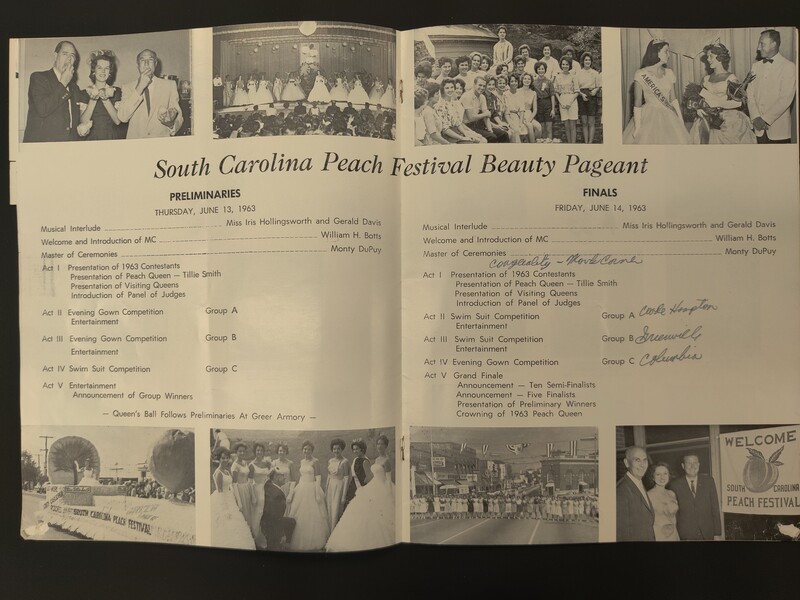 South Carolina Peach Festival Beauty Pageant
PRELIMINARIES
THURSDAY, JUNE 13, 1963
Musical Interlude Miss Iris Hollingsworth and Gerald Davis
Welcome and Introduction of MC William H. Botts
Master of Ceremonies Monty DuPuy
Act I Presentation of 1963 Contestants
Presentation of Peach Queen — Tillie Smith
Presentation of Visiting Queens
Introduction of Panel of Judges
Act II Evening Gown Competition Group A
Entertainment
Act III Evening Gown Competition Group B
Entertainment
Act IV Swim Suit Competition Group C
Act V Entertainment
Announcement of Group Winners
— Queen's Ball Follows Preliminaries At Greer Armory —
FINALS
FRIDAY, JUNE 14, 1963
Musical Interlude Miss Iris Hollingsworth and Gerald Davis
Welcome and Introduction of MC William H. Botts
Master of Ceremonies Monty DuPuy
Act I Presentation of 1963 Contestants
Presentation of Peach Queen — Tillie Smith
Presentation of Visiting Queens
Introduction of Panel of Judges
Act II Swim Suit Competition Group A
Entertainment
Act III Swim Suit Competition Group B Greenville
Entertainment
Act IV Evening Gown Competition Group C Columbia
Act V Grand Finale
Announcement — Ten Semi-Finalists
Announcement — Five Finalists
Presentation of Preliminary Winners
Crowning of 1963 Peach Queen
SOUTH CAROLINA PEACH FESTIVAL
WELCOME
SOUTH CAROLINA
PEACH FESTIVAL